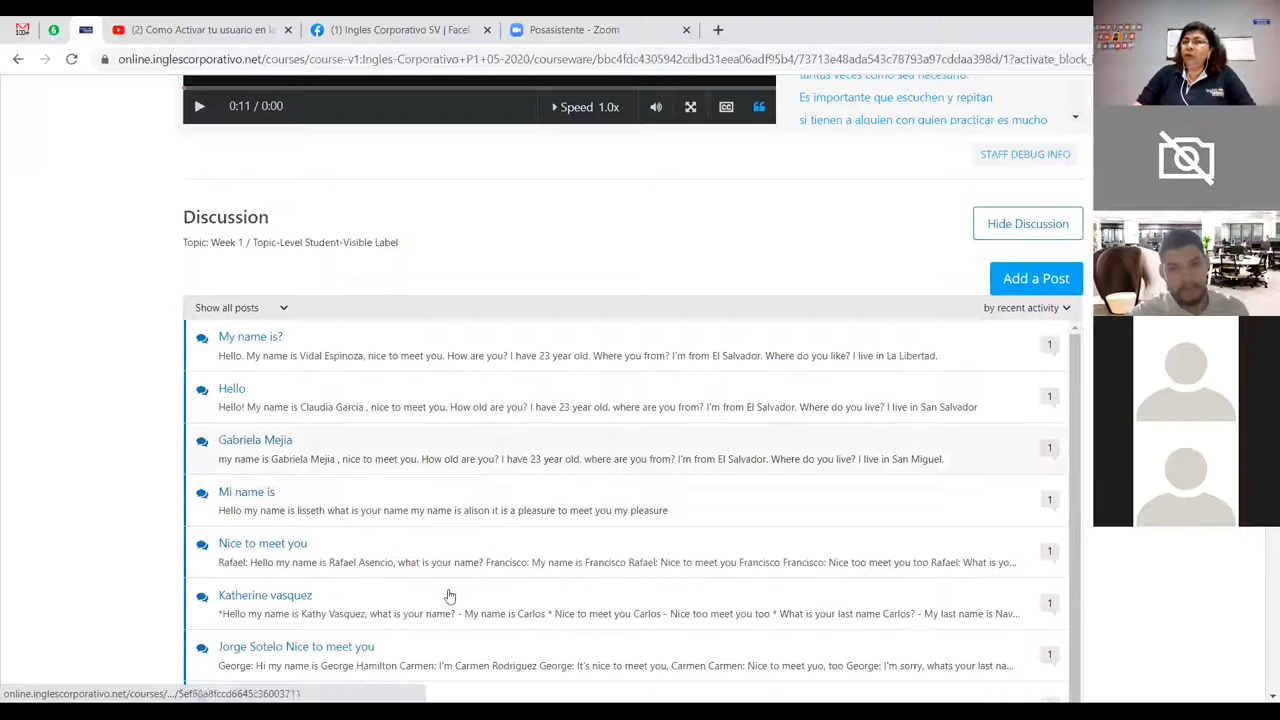 100+
6
(2) Como Activar tu usuario en la
(1) Ingles Corporativo SV | Facel
Posasistente - Zoom
online.inglescorporativo.net/courses/course-v1:Ingles-Corporativo+P1+D5-2020/courseware/bbc4fdc4305942cdbd31eea06adf95b4/73713e48ada543c78793a97cddaa398d/1?activate_block_i
tantas veces como sea necesario.
0:11 / 0:00
Speed 1.0x
CC
Es importante que escuchen y repitan
si tienen a alguien con quien practicar es mucho
STAFF DEBUG INFO
Discussion
Hide Discussion
Topic: Week 1 / Topic-Level Student-Visible Label
Add a Post
Show all posts
by recent activity
My name is?
Hello. My name is Vidal Espinoza, nice to meet you. How are you? I have 23 year old. Where you from? I'm from El Salvador. Where do you like? I live in La Libertad.
1
Hello
Hello! My name is Claudia Garcia , nice to meet you. How old are you? I have 23 year old. where are you from? I'm from El Salvador. Where do you live? I live in San Salvador
1
Gabriela Mejia
my name is Gabriela Mejia , nice to meet you. How old are you? I have 23 year old. where are you from? I'm from El Salvador. Where do you live? I live in San Miguel.
1
Mi name is
Hello my name is lisseth what is your name my name is alison it is a pleasure to meet you my pleasure
1
Nice to meet you
Rafael: Hello my name is Rafael Asencio, what is your name? Francisco: My name is Francisco Rafael: Nice to meet you Francisco Francisco: Nice too meet you too Rafael: What is yo...
1
Katherine vasquez
*Hello my name is Kathy Vasquez, what is your name? - My name is Carlos * Nice to meet you Carlos - Nice too meet you too * What is your last name Carlos? - My last name is Nav...
1
Jorge Sotelo Nice to meet you
George: Hi my name is George Hamilton Carmen: I'm Carmen Rodriguez George: It's nice to meet you, Carmen Carmen: Nice to meet yuo, too George: I'm sorry, whats your last na...
1